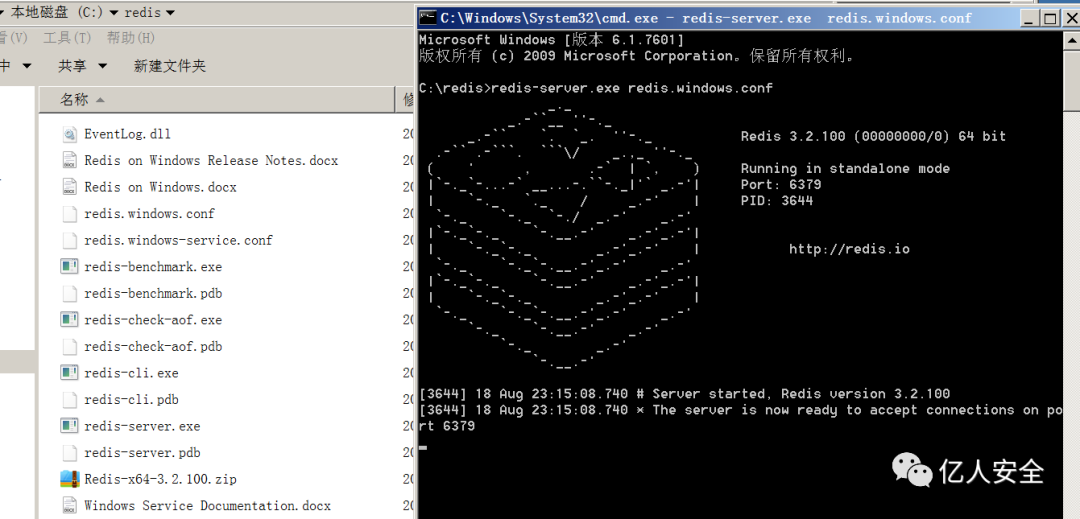 本地磁盘 (C:) redis
看(V) 工具(T) 帮助(H)
中 共享 新建文件夹
名称 修
EventLog.dll 20
Redis on Windows Release Notes.docx 20
Redis on Windows.docx 20
redis.windows.conf 20
redis.windows-service.conf 20
redis-benchmark.exe 20
redis-benchmark.pdb 20
redis-check-aof.exe 20
redis-check-aof.pdb 20
redis-cli.exe 20
redis-cli.pdb 20
redis-server.exe 20
redis-server.pdb 20
Redis-x64-3.2.100.zip 20
Windows Service Documentation.docx 20
C:\Windows\System32\cmd.exe - redis-server.exe redis.windows.conf
Microsoft Windows [版本 6.1.7601]
版权所有 (c) 2009 Microsoft Corporation。保留所有权利。
C:\redis>redis-server.exe redis.windows.conf
Redis 3.2.100 (00000000/0) 64 bit
Running in standalone mode
Port: 6379
PID: 3644
http://redis.io
[3644] 18 Aug 23:15:08.740 # Server started, Redis version 3.2.100
[3644] 18 Aug 23:15:08.740 * The server is now ready to accept connections on po
rt 6379
亿人安全